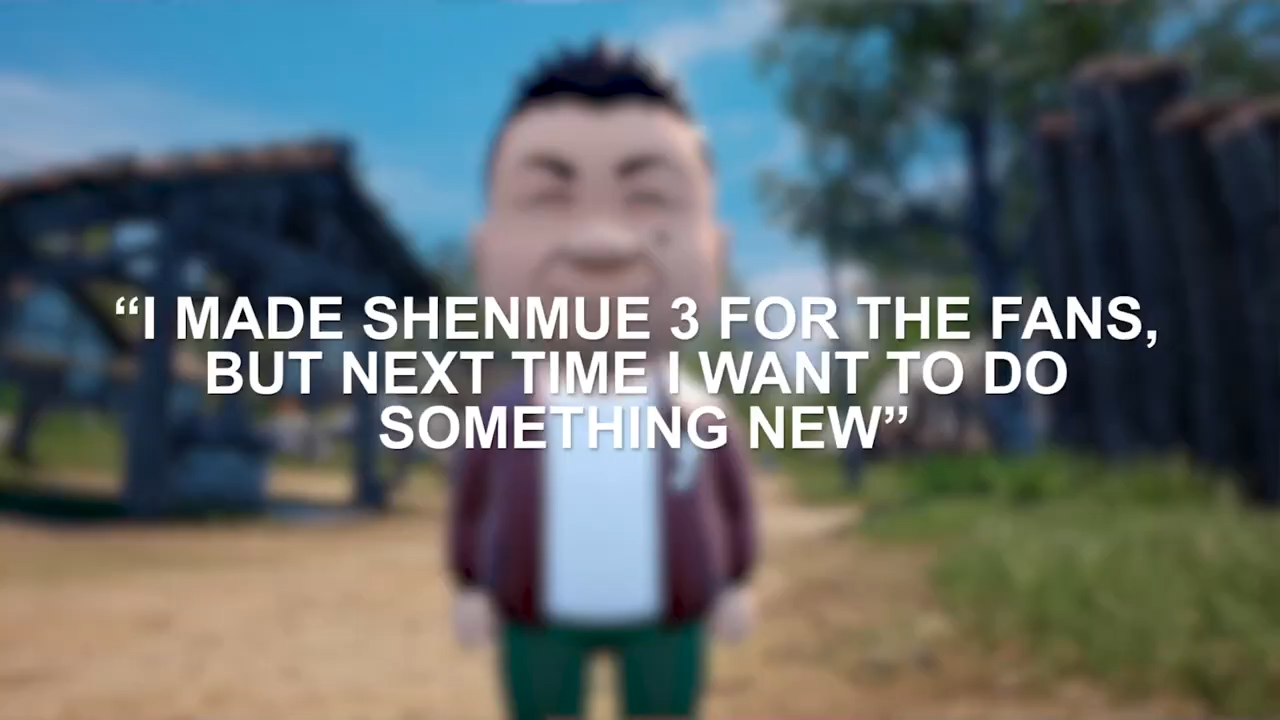 “I MADE SHENMUE 3 FOR THE FANS,
BUT NEXT TIME I WANT TO DO
SOMETHING NEW”